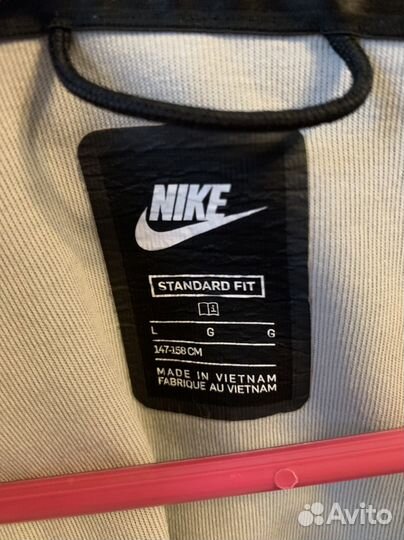 NIKE
STANDARD FIT
L G G
147-158 CM
MADE IN VIETNAM
FABRIQUE AU VIETNAM
Avito